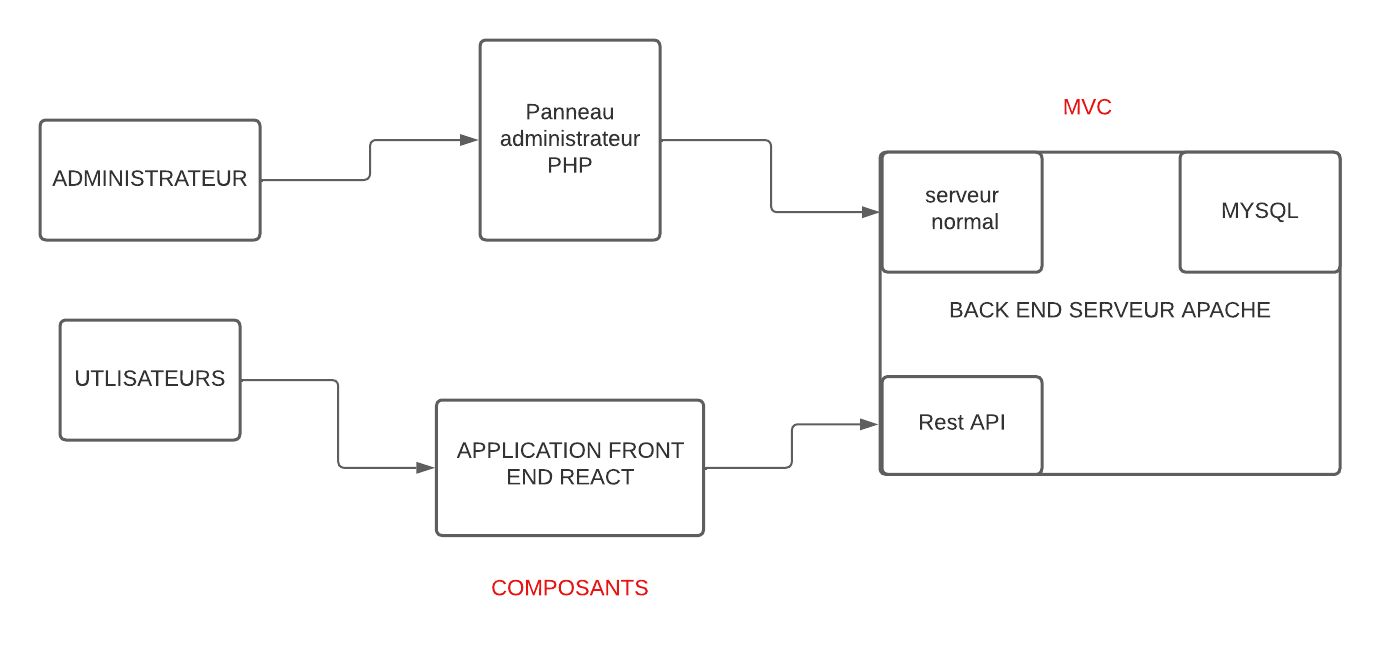 Panneau
administrateur
PHP
MVC
ADMINISTRATEUR
serveur
normal
MYSQL
BACK END SERVEUR APACHE
UTLISATEURS
APPLICATION FRONT
END REACT
Rest API
COMPOSANTS